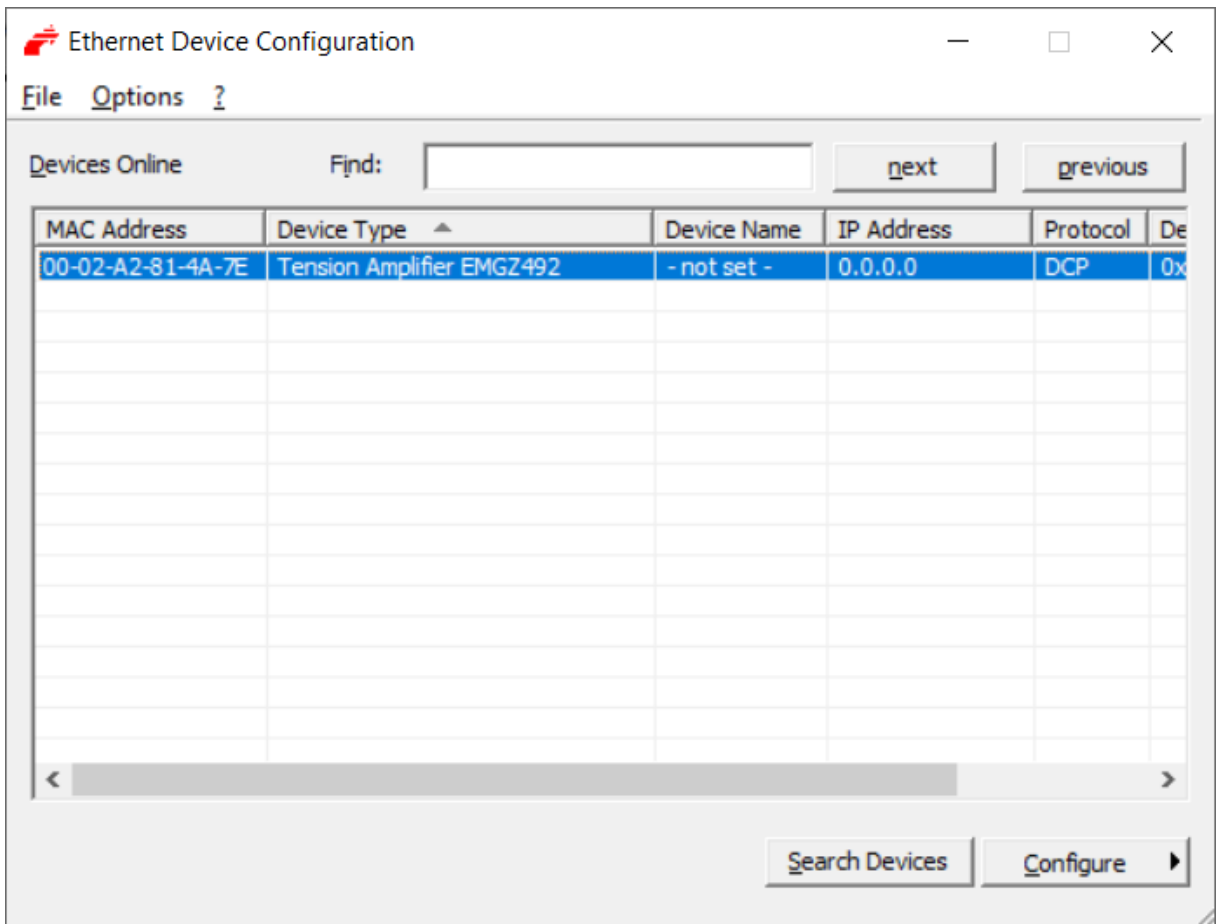 Ethernet Device Configuration
File Options ?
Devices Online Find: next previous
MAC Address Device Type Device Name IP Address Protocol De
00-02-A2-81-4A-7E Tension Amplifier EMGZ492 - not set - 0.0.0.0 DCP 0x
Search Devices Configure